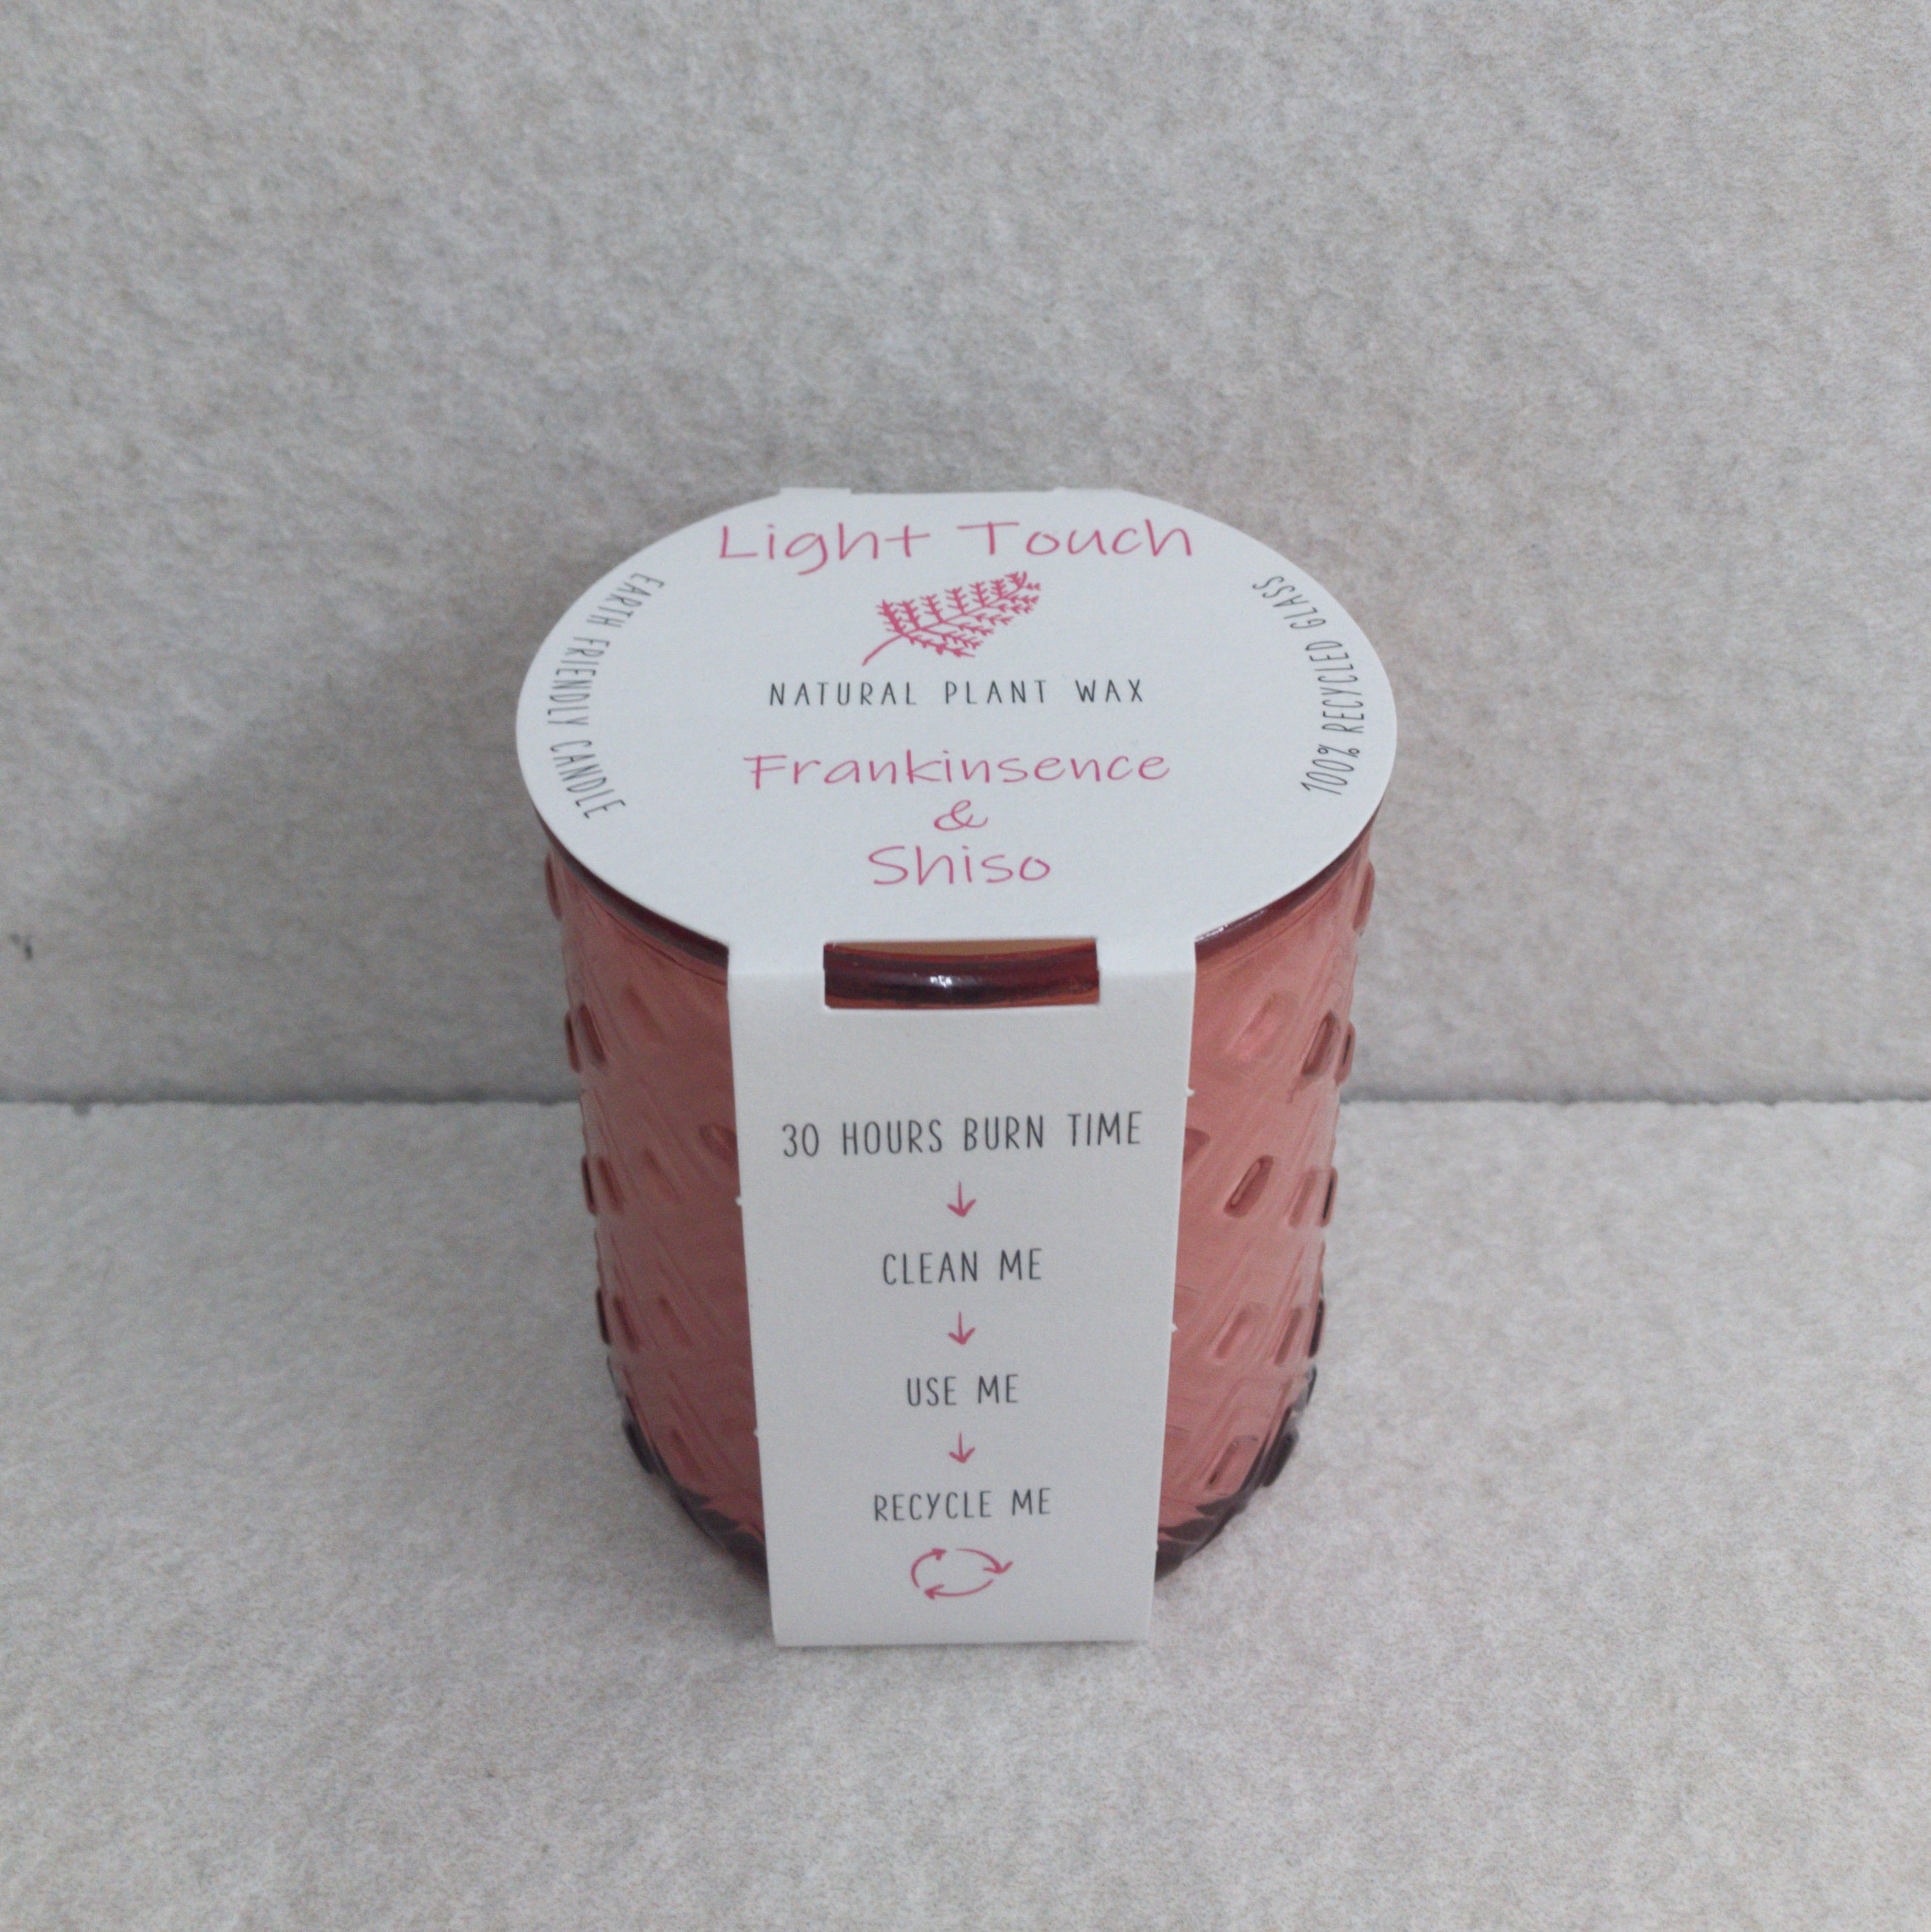 Light Touch
EARTH FRIENDLY CANDLE
100% RECYCLED GLASS
NATURAL PLANT WAX
Frankinsence
&
Shiso
30 HOURS BURN TIME
CLEAN ME
USE ME
RECYCLE ME